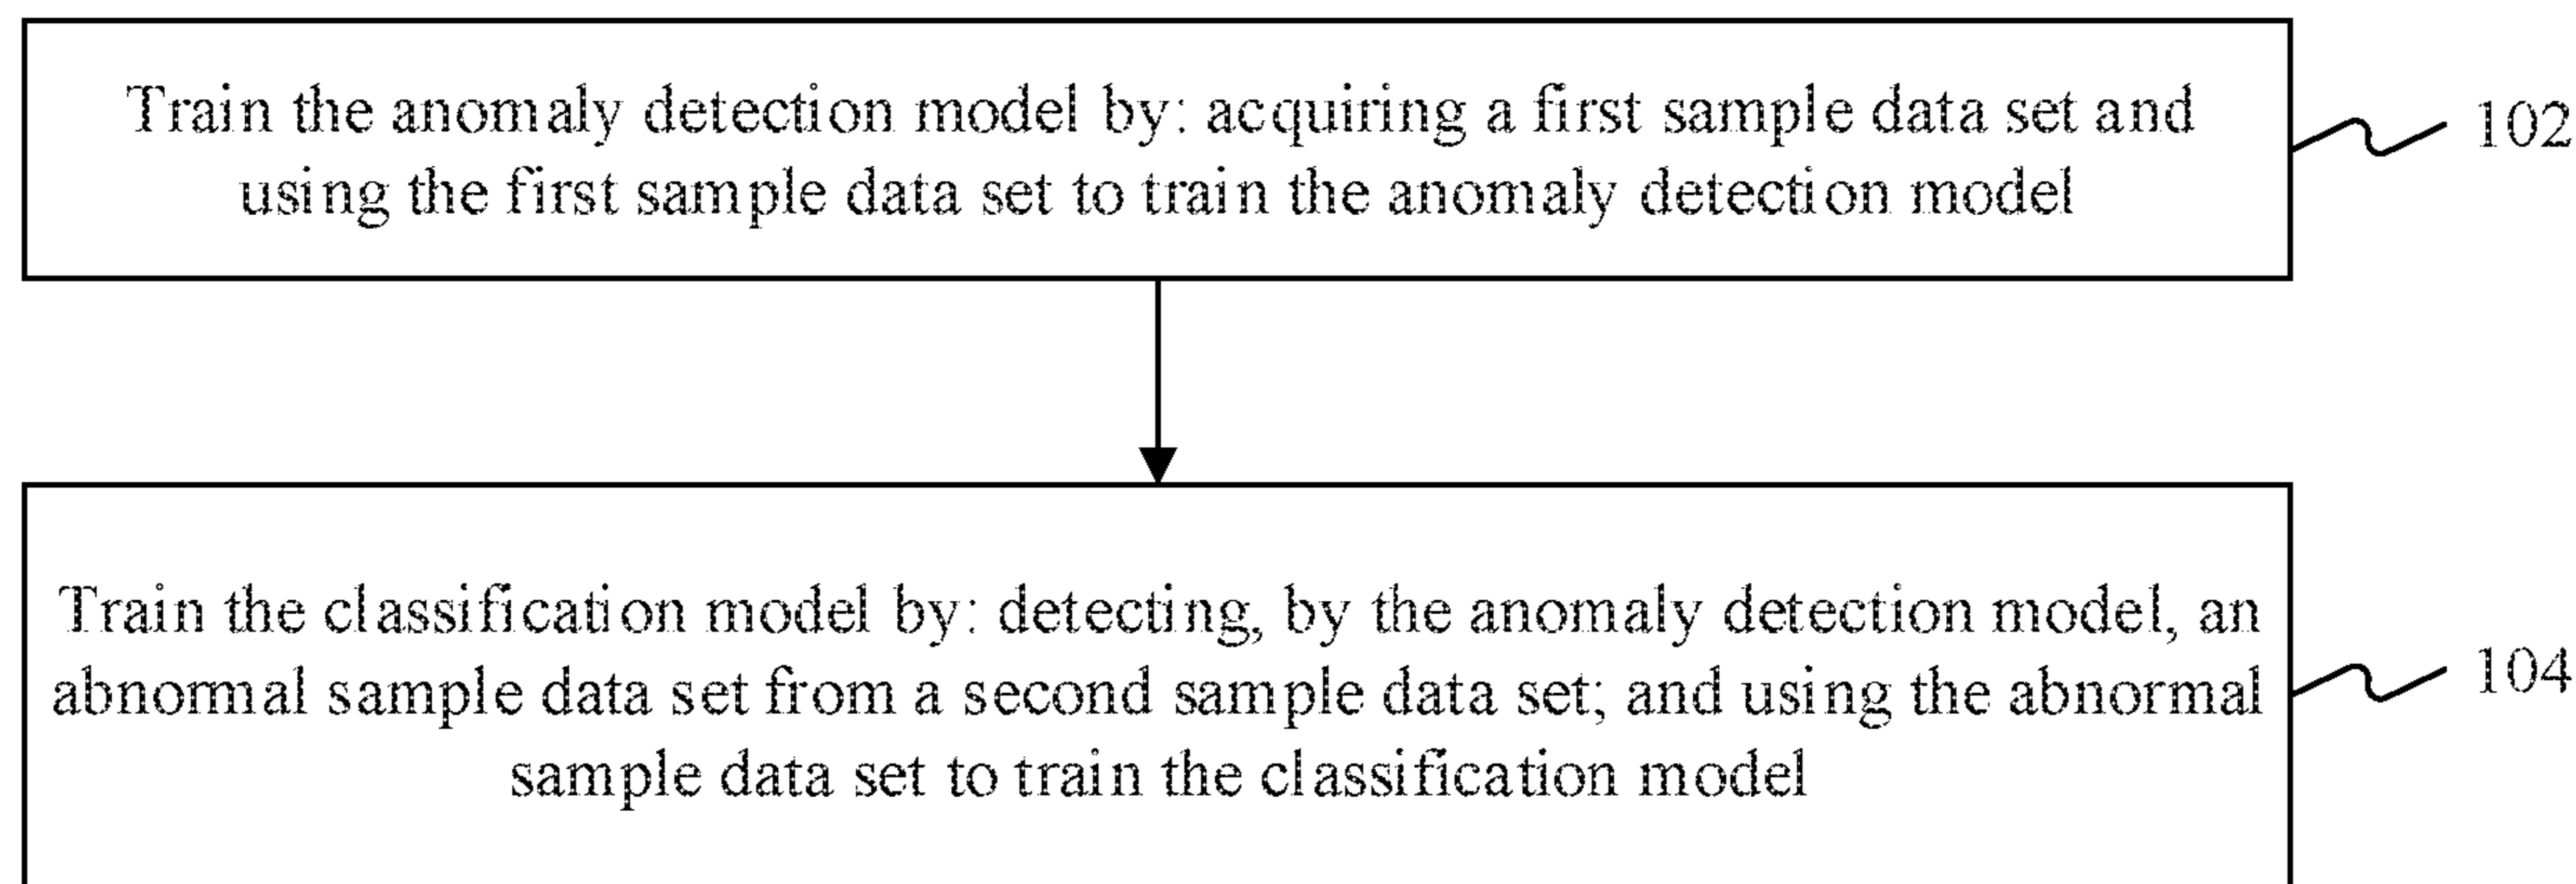 Train the anomaly detection model by: acquiring a first sample data set and
using the first sample data set to train the anomaly detection model
102
Train the classification model by: detecting, by the anomaly detection model, an
abnormal sample data set from a second sample data set; and using the abnormal
sample data set to train the classification model
104